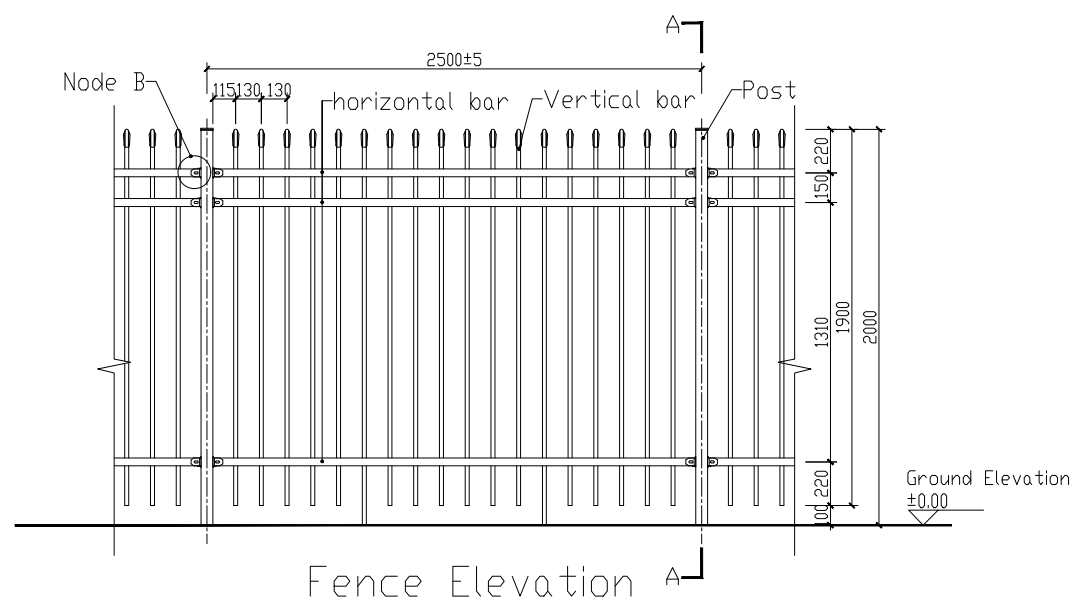 A
2500±5
Node B
115 130 130
horizontal bar
Vertical bar
Post
220
150
1310
1900
2000
220
100
Ground Elevation
±0.00
Fence Elevation
A